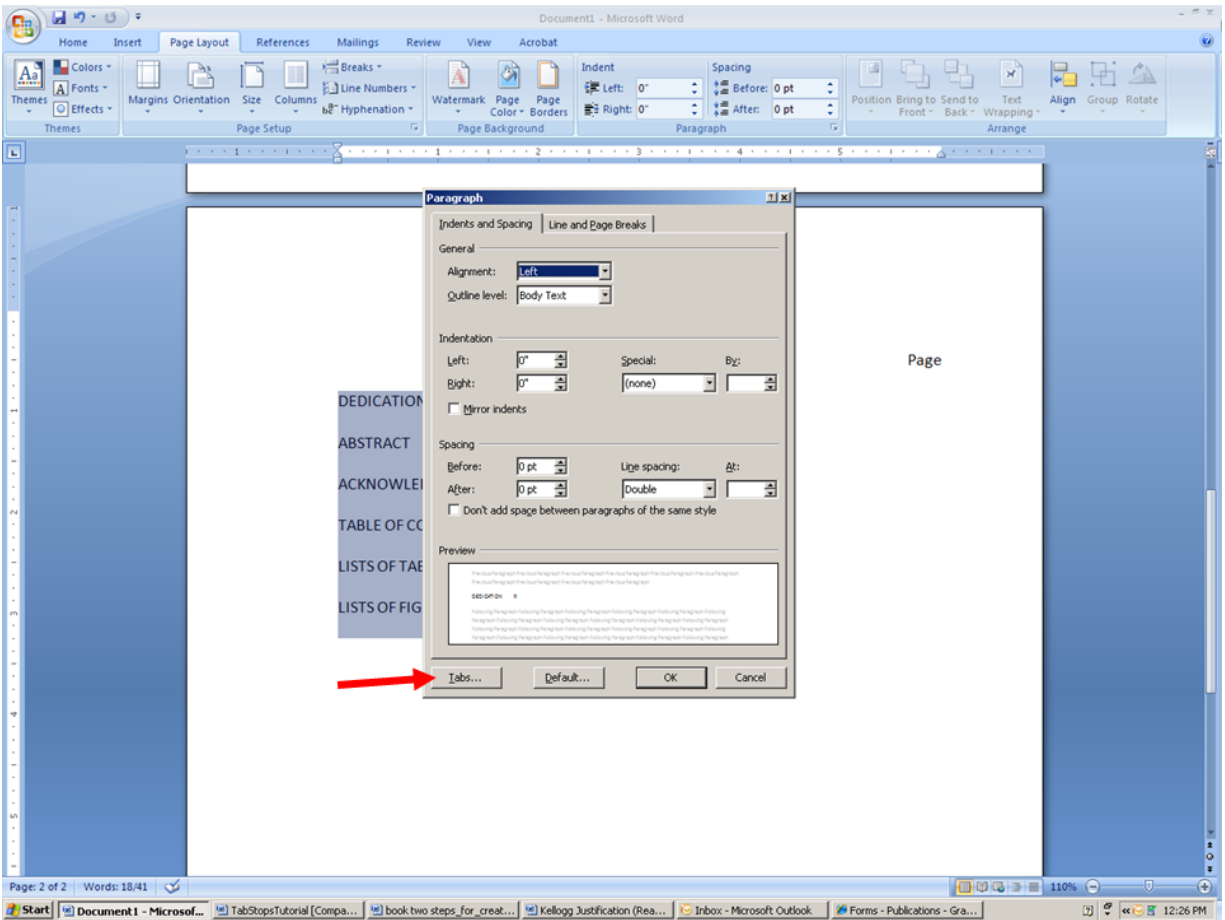 Document1 - Microsoft Word
Home Insert Page Layout References Mailings Review View Acrobat
Themes
Colors
Fonts
Effects
Themes
Margins Orientation Size Columns
Breaks
Line Numbers
Hyphenation
Page Setup
Watermark Page Color Page Borders
Page Background
Indent
Left: 0"
Right: 0"
Spacing
Before: 0 pt
After: 0 pt
Paragraph
Position Bring to Front Send to Back Text Wrapping Align Group Rotate
Arrange
1 1 2 3 4 5
Page
DEDICATION
ABSTRACT
ACKNOWLE
TABLE OF CO
LISTS OF TAB
LISTS OF FIG
Paragraph
Indents and Spacing Line and Page Breaks
General
Alignment: Left
Outline level: Body Text
Indentation
Left: 0" Special: By:
Right: 0" (none)
Mirror indents
Spacing
Before: 0 pt Line spacing: At:
After: 0 pt Double
Don't add space between paragraphs of the same style
Preview
DEDICATION
Tabs... Default... OK Cancel
Page: 2 of 2 Words: 18/41 110%
Start Document1 - Microsof... TabStopsTutorial [Compa... book two steps_for_creat... Kellogg Justification (Rea... Inbox - Microsoft Outlook Forms - Publications - Gra... 12:26 PM